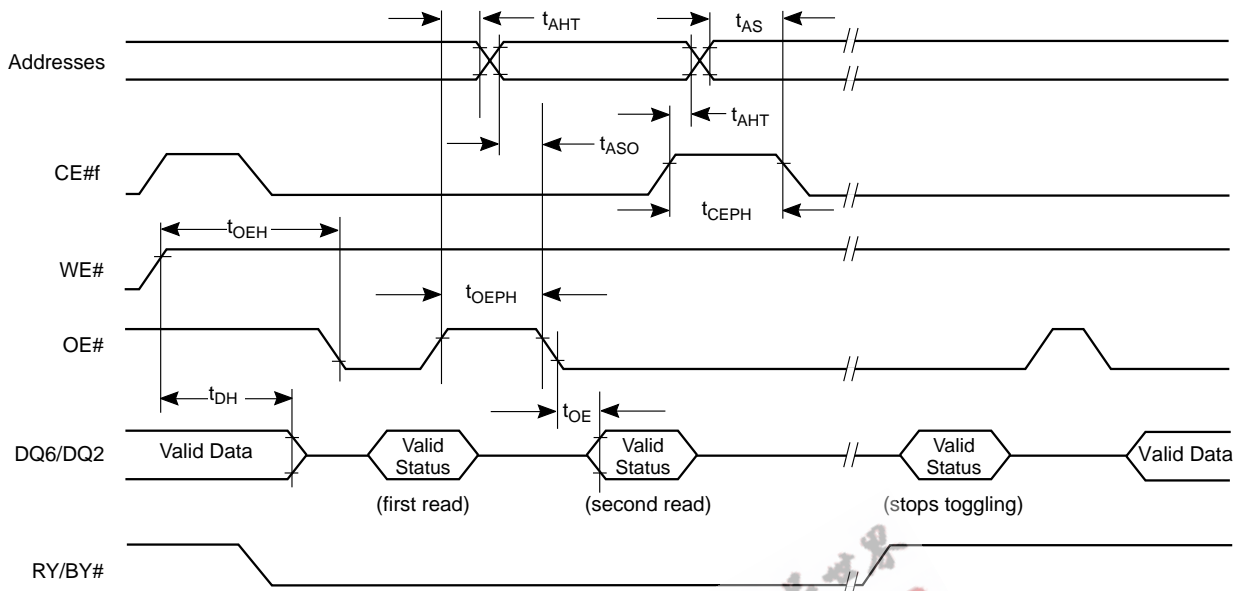 tAHT
tAS
Addresses
tAHT
tASO
CE#f
tCEPH
tOEH
WE#
tOEPH
OE#
tDH
tOE
DQ6/DQ2
Valid Data
Valid
Status
Valid
Status
Valid
Status
Valid Data
(first read)
(second read)
(stops toggling)
RY/BY#